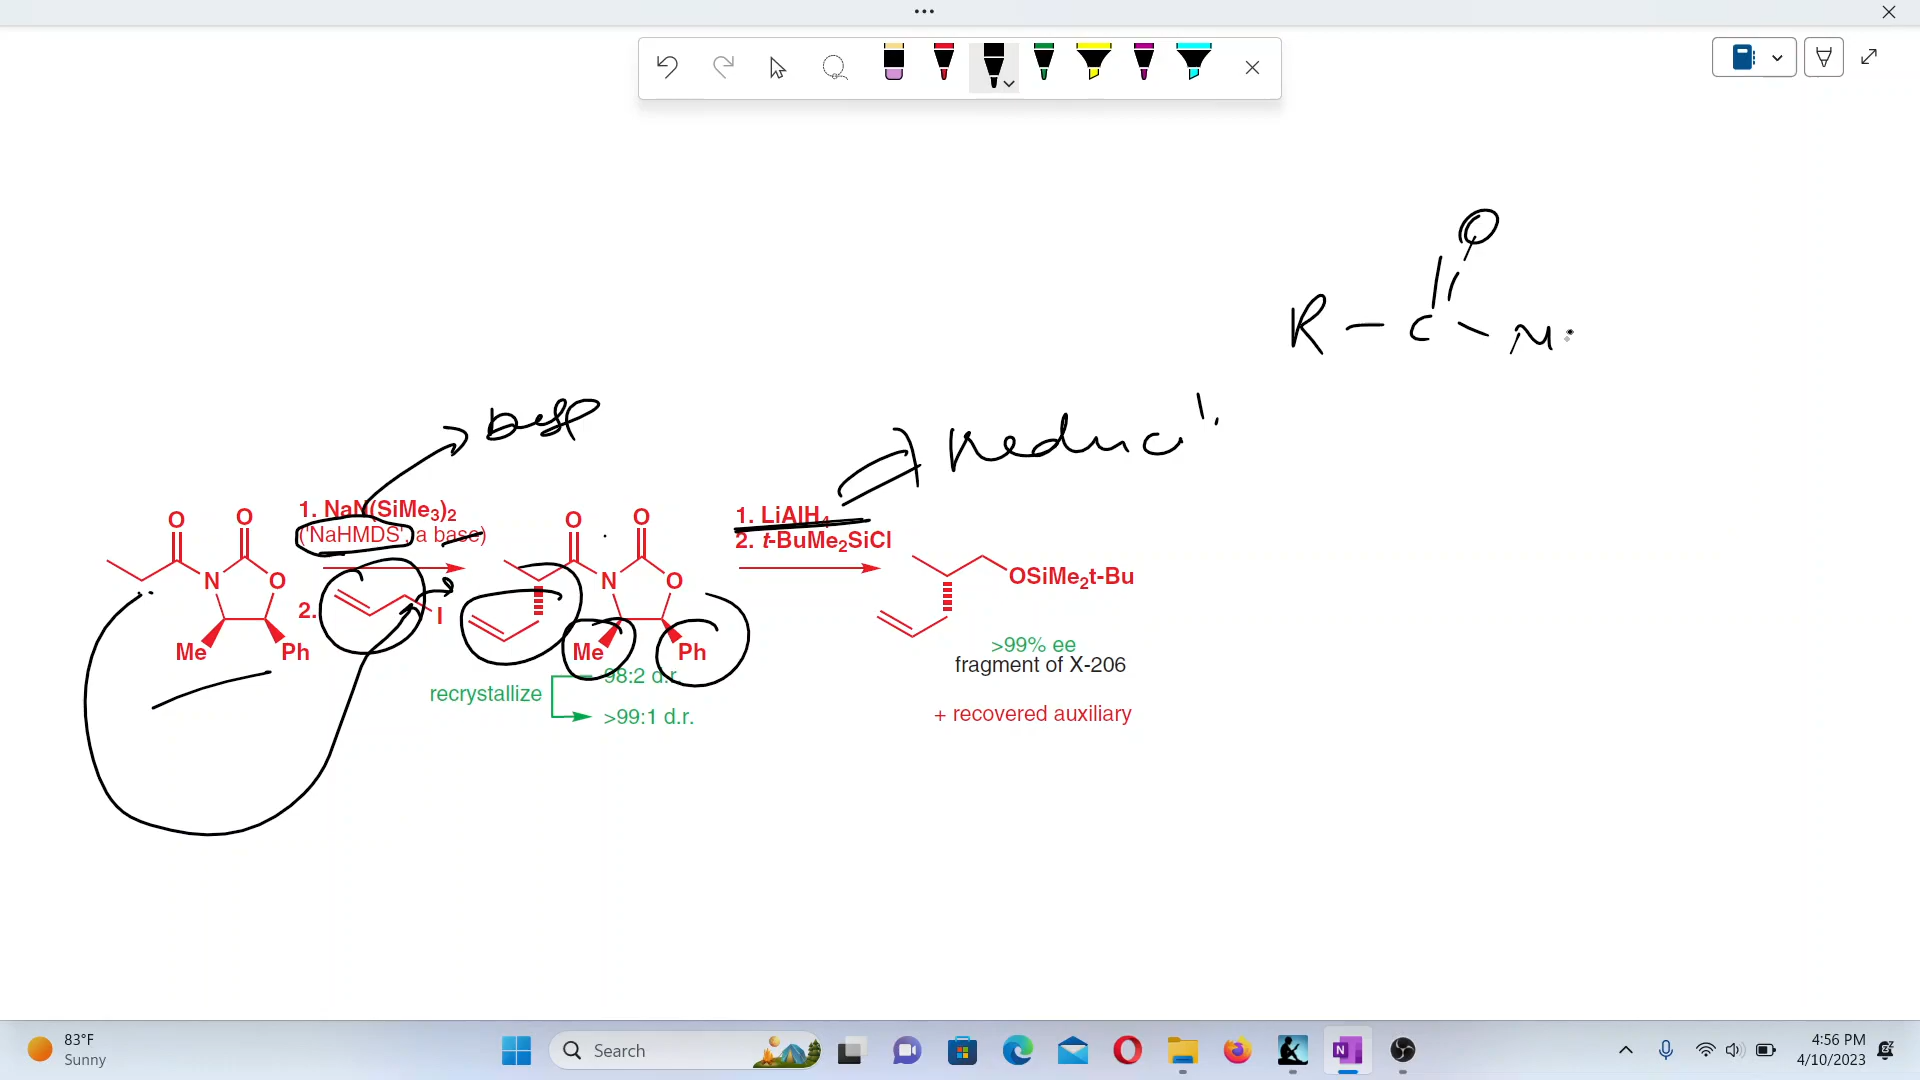 •••
O
R – C – N
base
Reduc
1. NaN(SiMe3)2
('NaHMDS', a base)
2.
I
O O
N O
Me Ph
O O
N O
Me Ph
1. LiAlH4
2. t-BuMe2SiCl
OSiMe2t-Bu
>99% ee
fragment of X-206
+ recovered auxiliary
98:2 d.r.
recrystallize
>99:1 d.r.
83°F
Sunny
Search
4:56 PM
4/10/2023